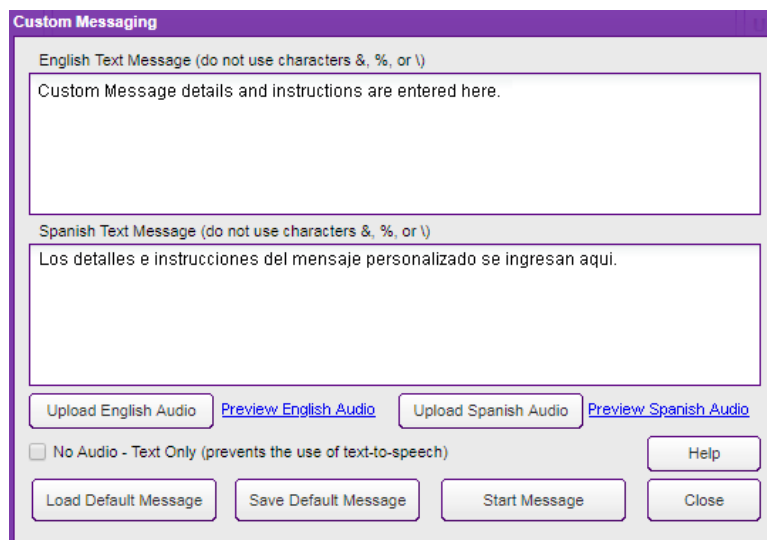 Custom Messaging
English Text Message (do not use characters &, %, or \)
Custom Message details and instructions are entered here.
Spanish Text Message (do not use characters &, %, or \)
Los detalles e instrucciones del mensaje personalizado se ingresan aqui.
Upload English Audio Preview English Audio Upload Spanish Audio Preview Spanish Audio
No Audio - Text Only (prevents the use of text-to-speech) Help
Load Default Message Save Default Message Start Message Close